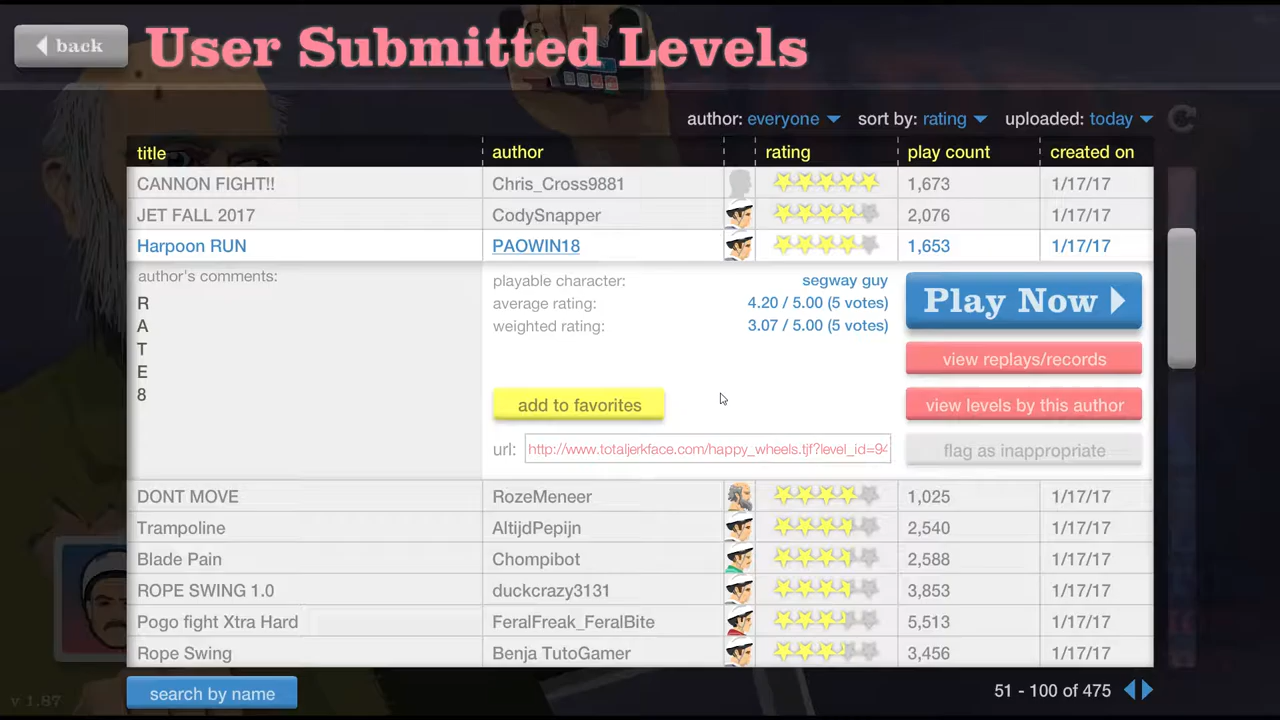 back
User Submitted Levels
author: everyone sort by: rating uploaded: today
title author rating play count created on
CANNON FIGHT!! Chris_Cross9881 1,673 1/17/17
JET FALL 2017 CodySnapper 2,076 1/17/17
Harpoon RUN PAOWIN18 1,653 1/17/17
author's comments:
R
A
T
E
8
playable character: segway guy
average rating: 4.20 / 5.00 (5 votes)
weighted rating: 3.07 / 5.00 (5 votes)
add to favorites
url: http://www.totaljerkface.com/happy_wheels.tjf?level_id=94
Play Now
view replays/records
view levels by this author
flag as inappropriate
DONT MOVE RozeMeneer 1,025 1/17/17
Trampoline AltijdPepijn 2,540 1/17/17
Blade Pain Chompibot 2,588 1/17/17
ROPE SWING 1.0 duckcrazy3131 3,853 1/17/17
Pogo fight Xtra Hard FeralFreak_FeralBite 5,513 1/17/17
Rope Swing Benja TutoGamer 3,456 1/17/17
v 1.87
search by name
51 - 100 of 475